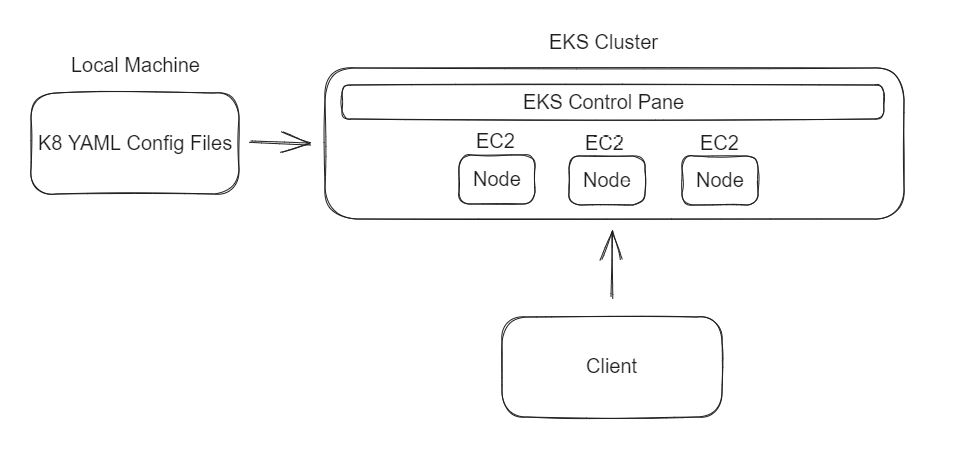 EKS Cluster
Local Machine
EKS Control Pane
K8 YAML Config Files
EC2
EC2
EC2
Node
Node
Node
Client